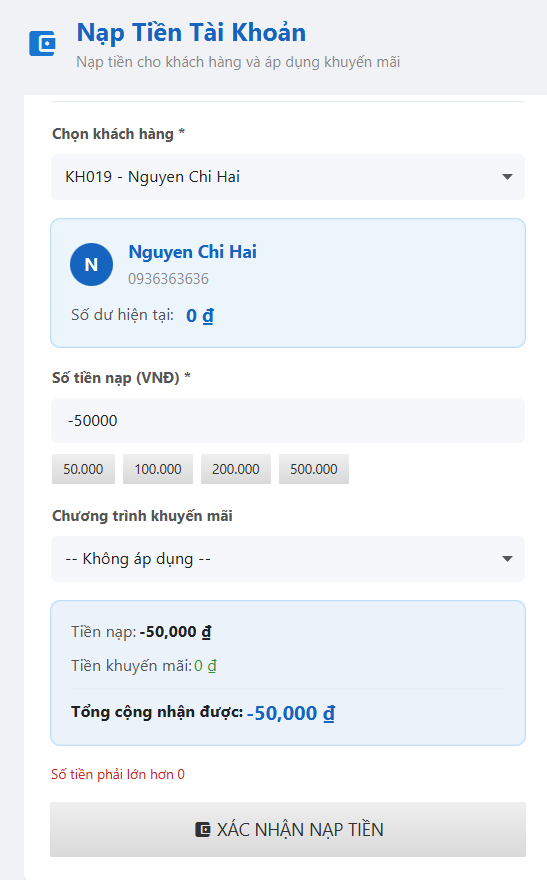 Nạp Tiền Tài Khoản
Nạp tiền cho khách hàng và áp dụng khuyến mãi
Chọn khách hàng *
KH019 - Nguyen Chi Hai
N
Nguyen Chi Hai
0936363636
Số dư hiện tại: 0 ₫
Số tiền nạp (VNĐ) *
-50000
50.000 100.000 200.000 500.000
Chương trình khuyến mãi
-- Không áp dụng --
Tiền nạp: -50,000 ₫
Tiền khuyến mãi: 0 ₫
Tổng cộng nhận được: -50,000 ₫
Số tiền phải lớn hơn 0
XÁC NHẬN NẠP TIỀN